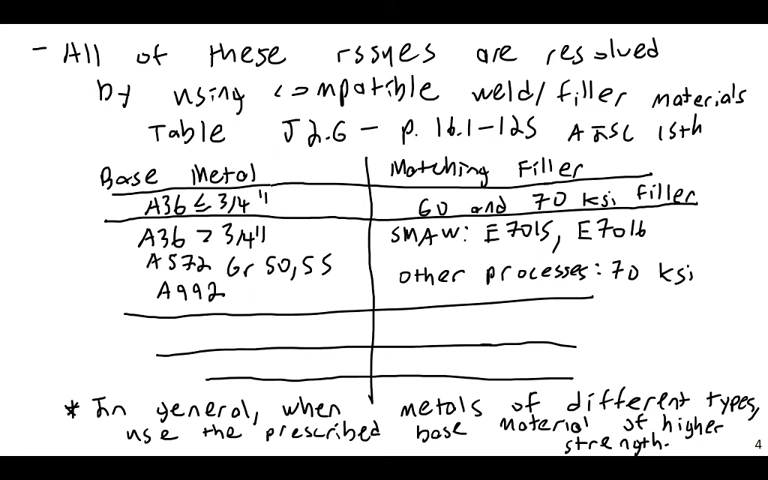 - All of these issues are resolved
by using compatible weld/filler materials
Table J2.6 - p. 16.1-125 AISC 15th
Base Metal Matching Filler
A36 ≤ 3/4" 60 and 70 ksi filler
A36 > 3/4" SMAW: E7015, E7016
A572 Gr 50,55 other processes: 70 ksi
A992
* In general, when metals of different types,
use the prescribed base material of higher
strength.
4